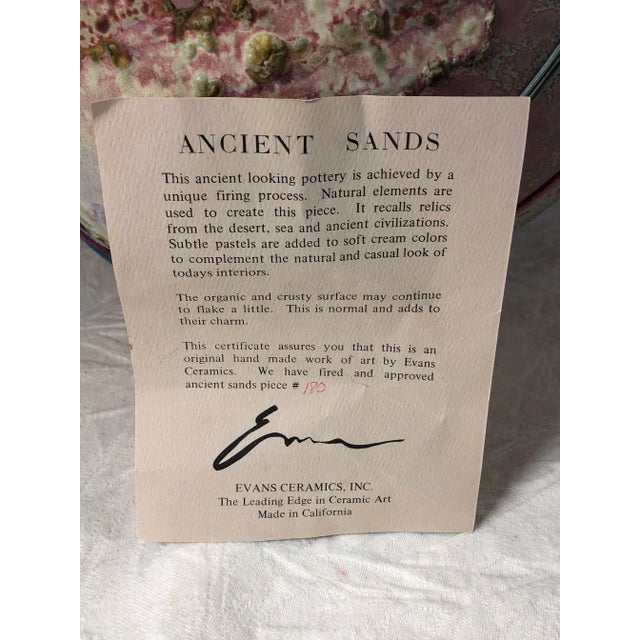 ANCIENT SANDS
This ancient looking pottery is achieved by a
unique firing process. Natural elements are
used to create this piece. It recalls relics
from the desert, sea and ancient civilizations.
Subtle pastels are added to soft cream colors
to complement the natural and casual look of
todays interiors.
The organic and crusty surface may continue
to flake a little. This is normal and adds to
their charm.
This certificate assures you that this is an
original hand made work of art by Evans
Ceramics. We have fired and approved
ancient sands piece # 180
EVANS CERAMICS, INC.
The Leading Edge in Ceramic Art
Made in California